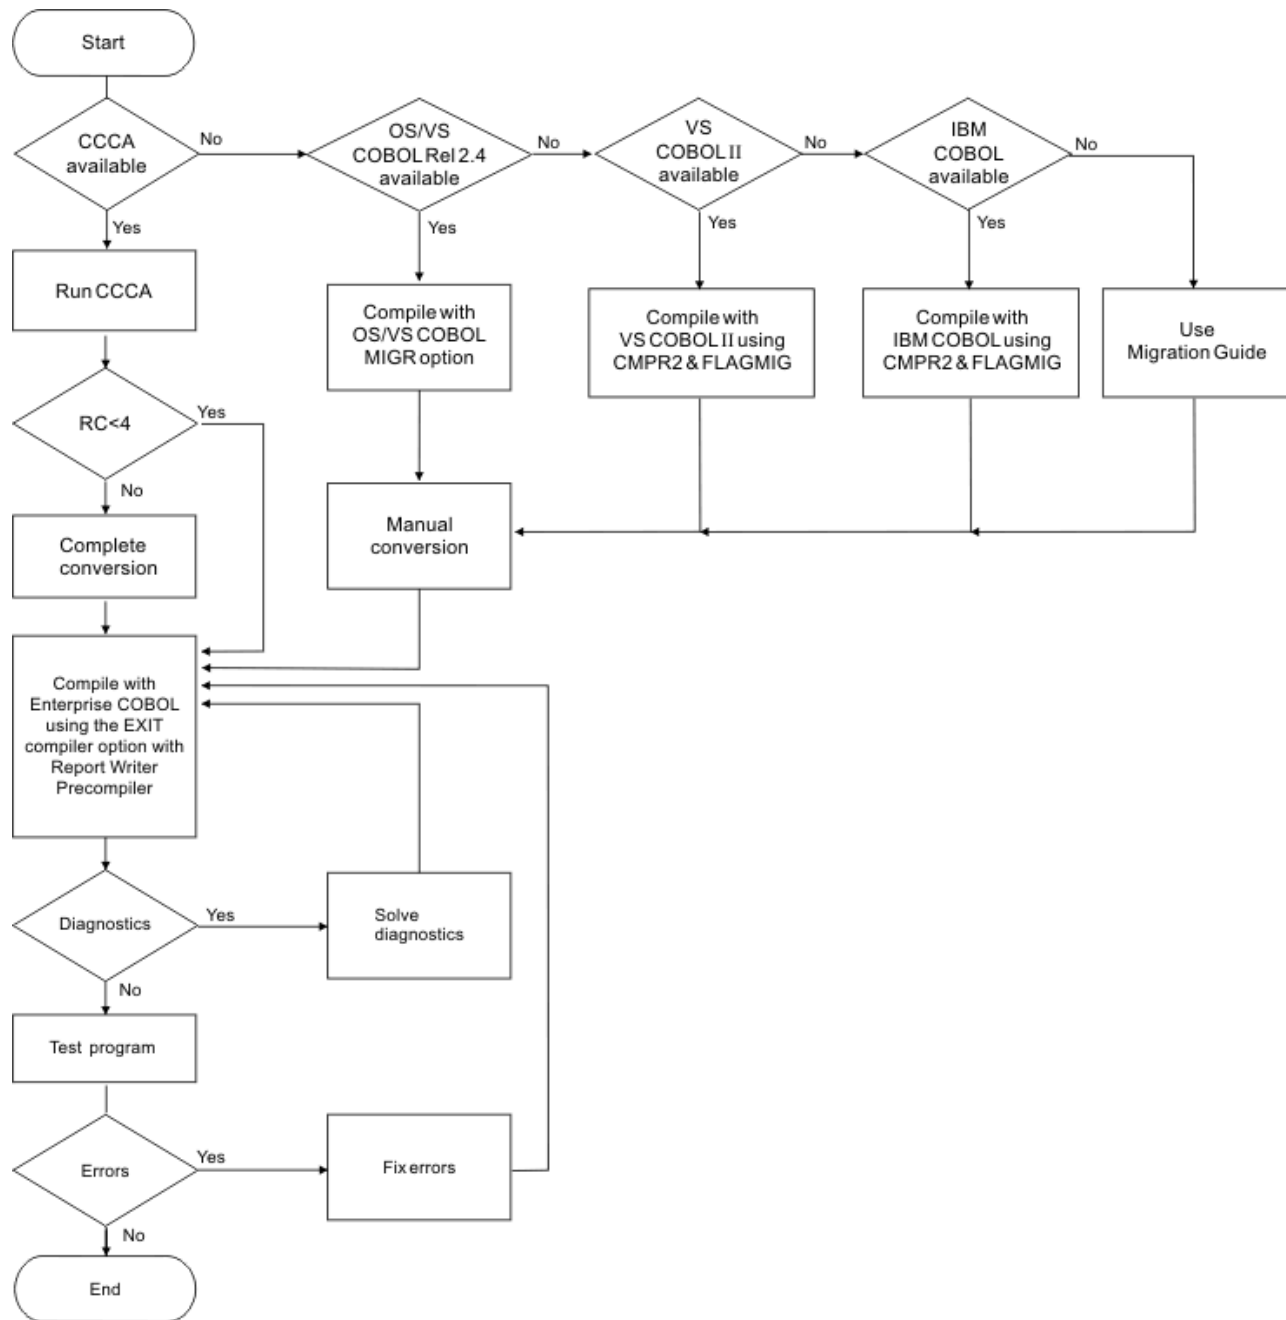 Start
CCCA
available
No
OS/VS
COBOL Rel 2.4
available
No
VS
COBOL II
available
No
IBM
COBOL
available
No
Yes
Yes
Yes
Yes
Run CCCA
Compile with
OS/VS COBOL
MIGR option
Compile with
VS COBOL II using
CMPR2 & FLAGMIG
Compile with
IBM COBOL using
CMPR2 & FLAGMIG
Use
Migration Guide
RC<4
Yes
No
Complete
conversion
Manual
conversion
Compile with
Enterprise COBOL
using the EXIT
compiler option with
Report Writer
Precompiler
Diagnostics
Yes
Solve
diagnostics
No
Test program
Errors
Yes
Fix errors
No
End